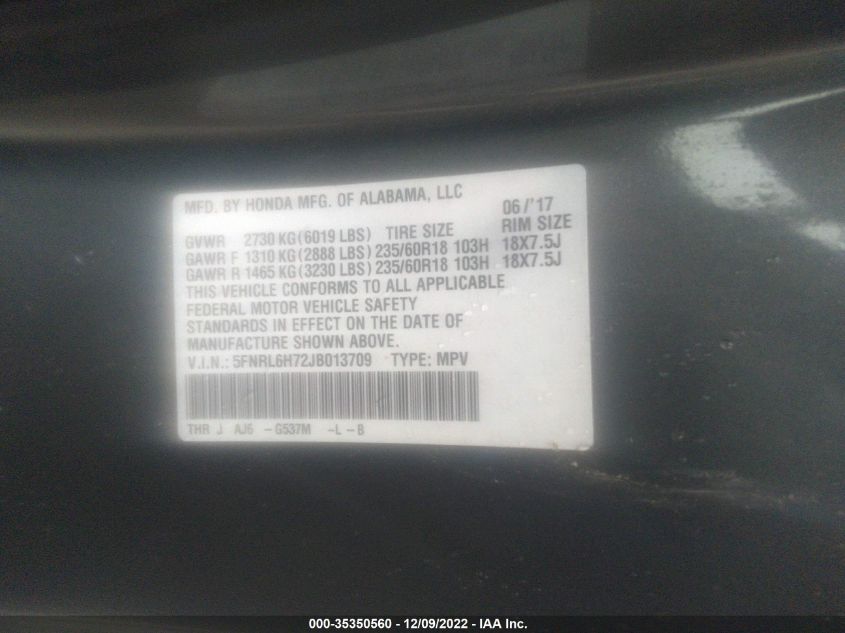 MFD. BY HONDA MFG. OF ALABAMA, LLC 06/'17
GVWR 2730 KG (6019 LBS) TIRE SIZE RIM SIZE
GAWR F 1310 KG (2888 LBS) 235/60R18 103H 18X7.5J
GAWR R 1465 KG (3230 LBS) 235/60R18 103H 18X7.5J
THIS VEHICLE CONFORMS TO ALL APPLICABLE
FEDERAL MOTOR VEHICLE SAFETY
STANDARDS IN EFFECT ON THE DATE OF
MANUFACTURE SHOWN ABOVE.
V.I.N.: 5FNRL6H72JB013709 TYPE: MPV
THR J AJ6 -G537M -L-B
000-35350560 - 12/09/2022 - IAA Inc.